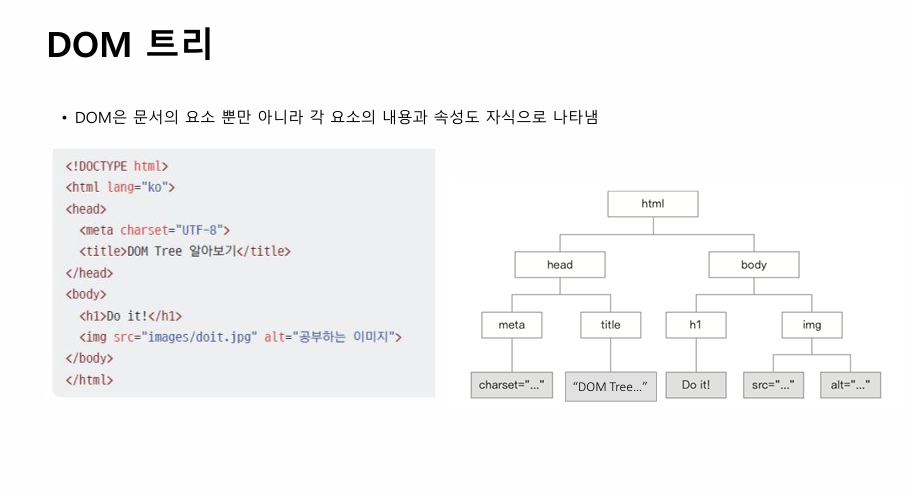 DOM 트리
• DOM은 문서의 요소 뿐만 아니라 각 요소의 내용과 속성도 자식으로 나타냄
<!DOCTYPE html>
<html lang="ko">
<head>
  <meta charset="UTF-8">
  <title>DOM Tree 알아보기</title>
</head>
<body>
  <h1>Do it!</h1>
  <img src="images/doit.jpg" alt="공부하는 이미지">
</body>
</html>
html
head body
meta title h1 img
charset="..." “DOM Tree...” Do it! src="..." alt="..."